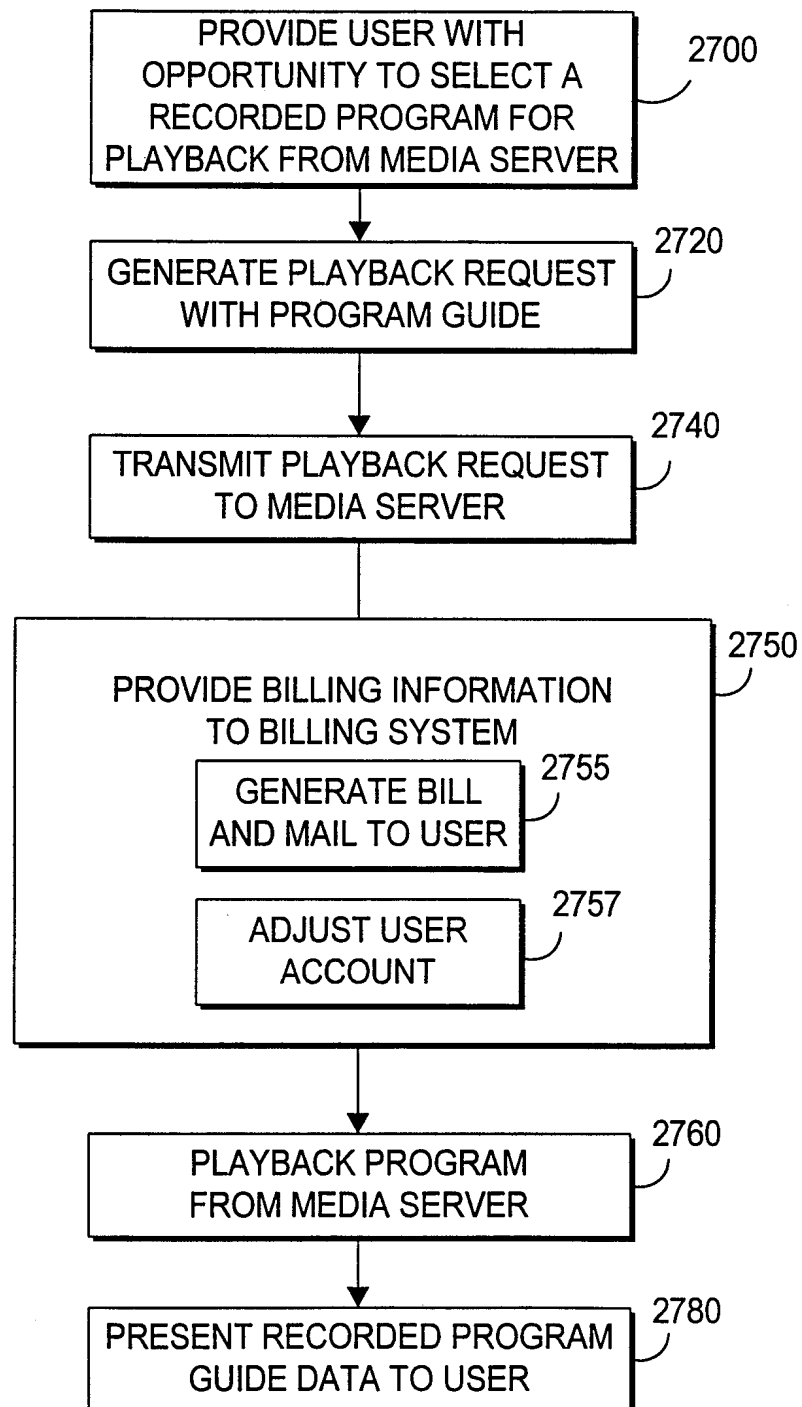 PROVIDE USER WITH
OPPORTUNITY TO SELECT A
RECORDED PROGRAM FOR
PLAYBACK FROM MEDIA SERVER
2700
GENERATE PLAYBACK REQUEST
WITH PROGRAM GUIDE
2720
TRANSMIT PLAYBACK REQUEST
TO MEDIA SERVER
2740
PROVIDE BILLING INFORMATION
TO BILLING SYSTEM
2750
GENERATE BILL
AND MAIL TO USER
2755
ADJUST USER
ACCOUNT
2757
PLAYBACK PROGRAM
FROM MEDIA SERVER
2760
PRESENT RECORDED PROGRAM
GUIDE DATA TO USER
2780